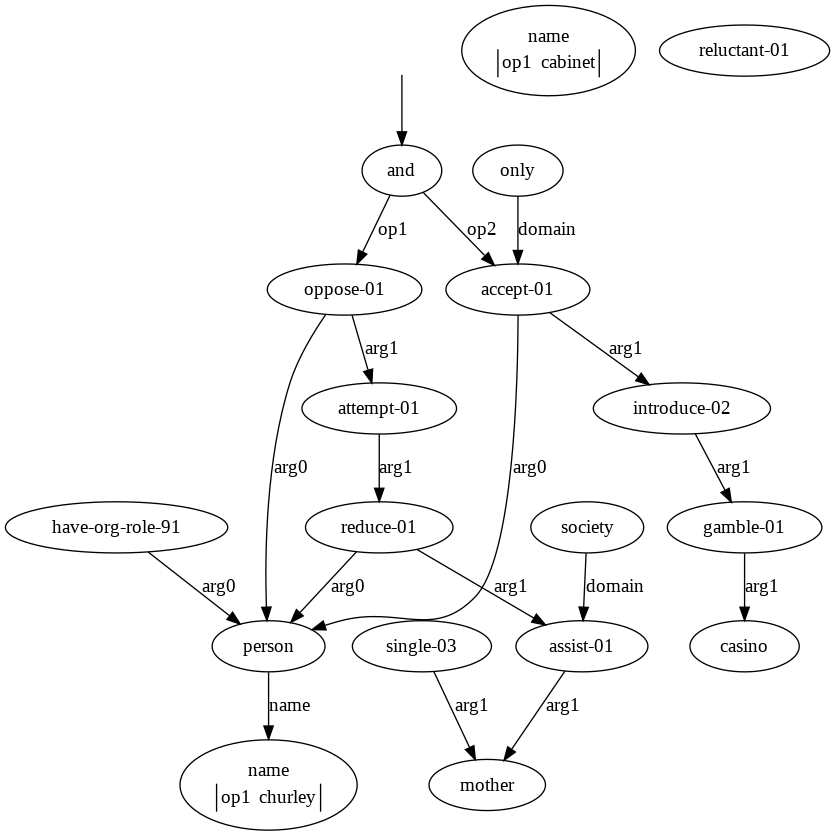 name
op1 cabinet
reluctant-01
and
only
op1
op2
domain
oppose-01
accept-01
arg1
arg1
attempt-01
introduce-02
arg0
arg1
arg0
arg1
have-org-role-91
reduce-01
society
gamble-01
arg0
arg0
arg1
domain
arg1
person
single-03
assist-01
casino
name
arg1
arg1
name
op1 churley
mother